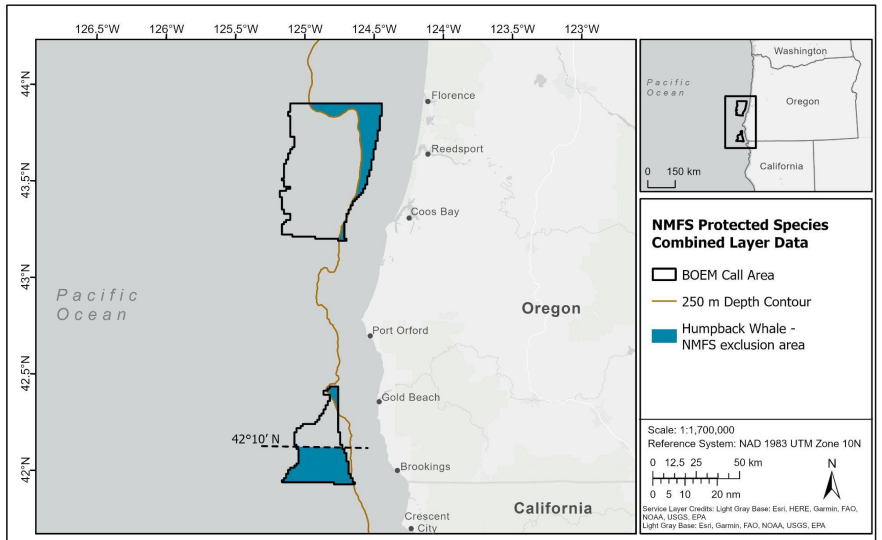 126.5°W 126°W 125.5°W 125°W 124.5°W 124°W 123.5°W 123°W
44°N
43.5°N
43°N
42.5°N
42°N
Florence
Reedsport
Coos Bay
Pacific
Ocean
Oregon
Port Orford
Gold Beach
42°10' N
Brookings
California
Crescent
City
Washington
Pacific
Ocean
Oregon
California
0 150 km
NMFS Protected Species
Combined Layer Data
BOEM Call Area
250 m Depth Contour
Humpback Whale -
NMFS exclusion area
Scale: 1:1,700,000
Reference System: NAD 1983 UTM Zone 10N
0 12.5 25 50 km
N
0 5 10 20 nm
Service Layer Credits: Light Gray Base: Esri, HERE, Garmin, FAO,
NOAA, USGS, EPA
Light Gray Base: Esri, Garmin, FAO, NOAA, USGS, EPA